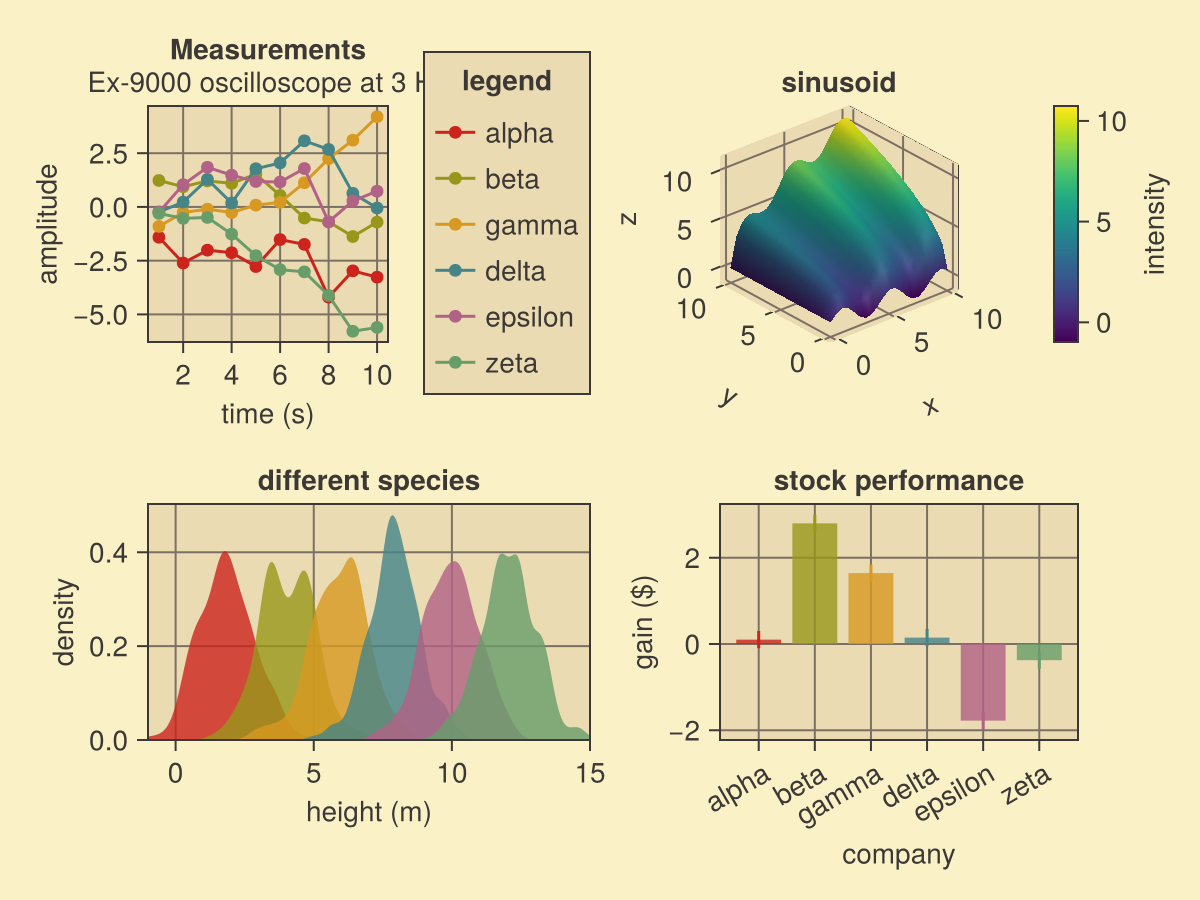 Measurements
Ex-9000 oscilloscope at 3
amplitude
2.5
0.0
−2.5
−5.0
2 4 6 8 10
time (s)
legend
alpha
beta
gamma
delta
epsilon
zeta
sinusoid
z
10
5
0
10
5
0
y
0
5
10
x
10
5
0
intensity
different species
density
0.4
0.2
0.0
0 5 10 15
height (m)
stock performance
gain ($)
2
0
−2
alpha
beta
gamma
delta
epsilon
zeta
company